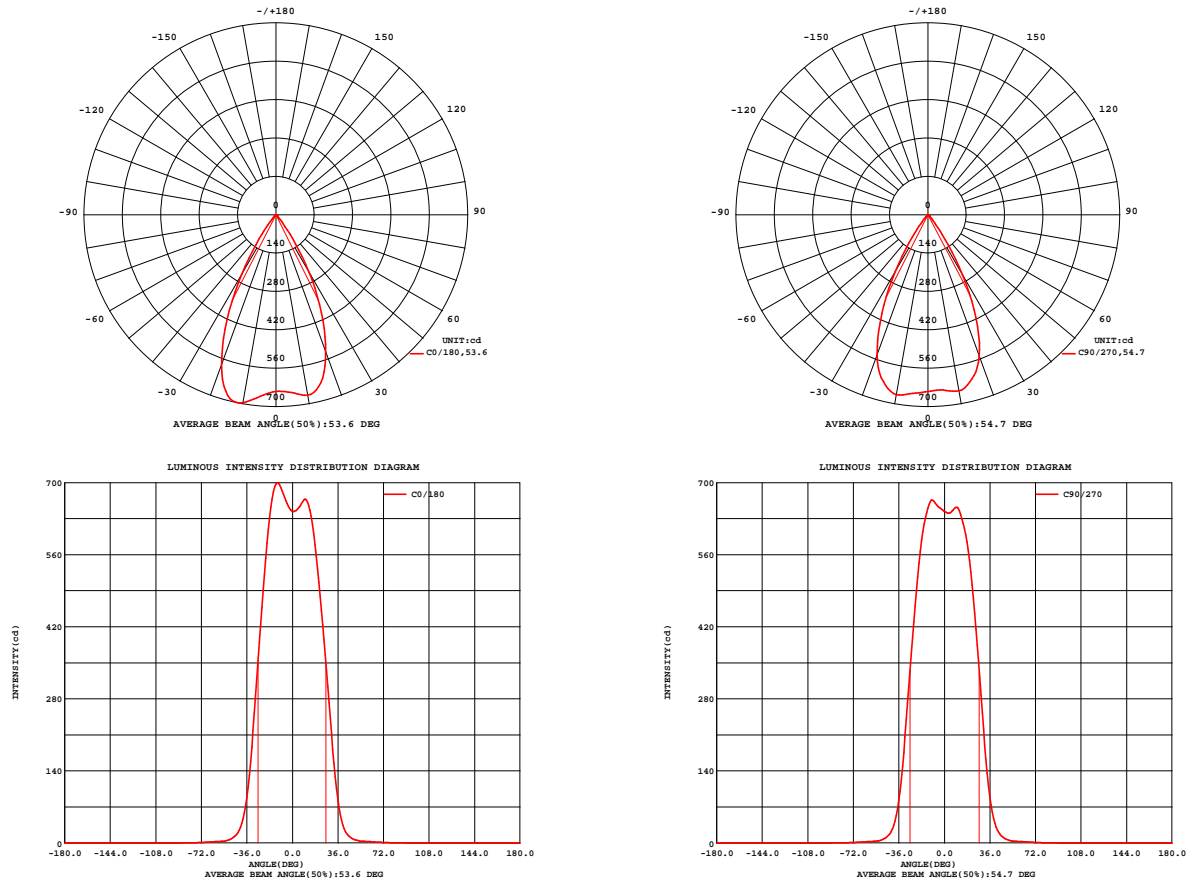 -/+180
-150
150
-120
120
-90
0
90
140
280
-60
420
60
UNIT:cd
560
C0/180,53.6
-30
700
30
0
AVERAGE BEAM ANGLE(50%):53.6 DEG
-/+180
-150
150
-120
120
-90
0
90
140
280
-60
420
60
UNIT:cd
560
C90/270,54.7
-30
700
30
0
AVERAGE BEAM ANGLE(50%):54.7 DEG
LUMINOUS INTENSITY DISTRIBUTION DIAGRAM
700
C0/180
560
420
INTENSITY(cd)
280
140
0
-180.0 -144.0 -108.0 -72.0 -36.0 0.0 36.0 72.0 108.0 144.0 180.0
ANGLE(DEG)
AVERAGE BEAM ANGLE(50%):53.6 DEG
LUMINOUS INTENSITY DISTRIBUTION DIAGRAM
700
C90/270
560
420
INTENSITY(cd)
280
140
0
-180.0 -144.0 -108.0 -72.0 -36.0 0.0 36.0 72.0 108.0 144.0 180.0
ANGLE(DEG)
AVERAGE BEAM ANGLE(50%):54.7 DEG